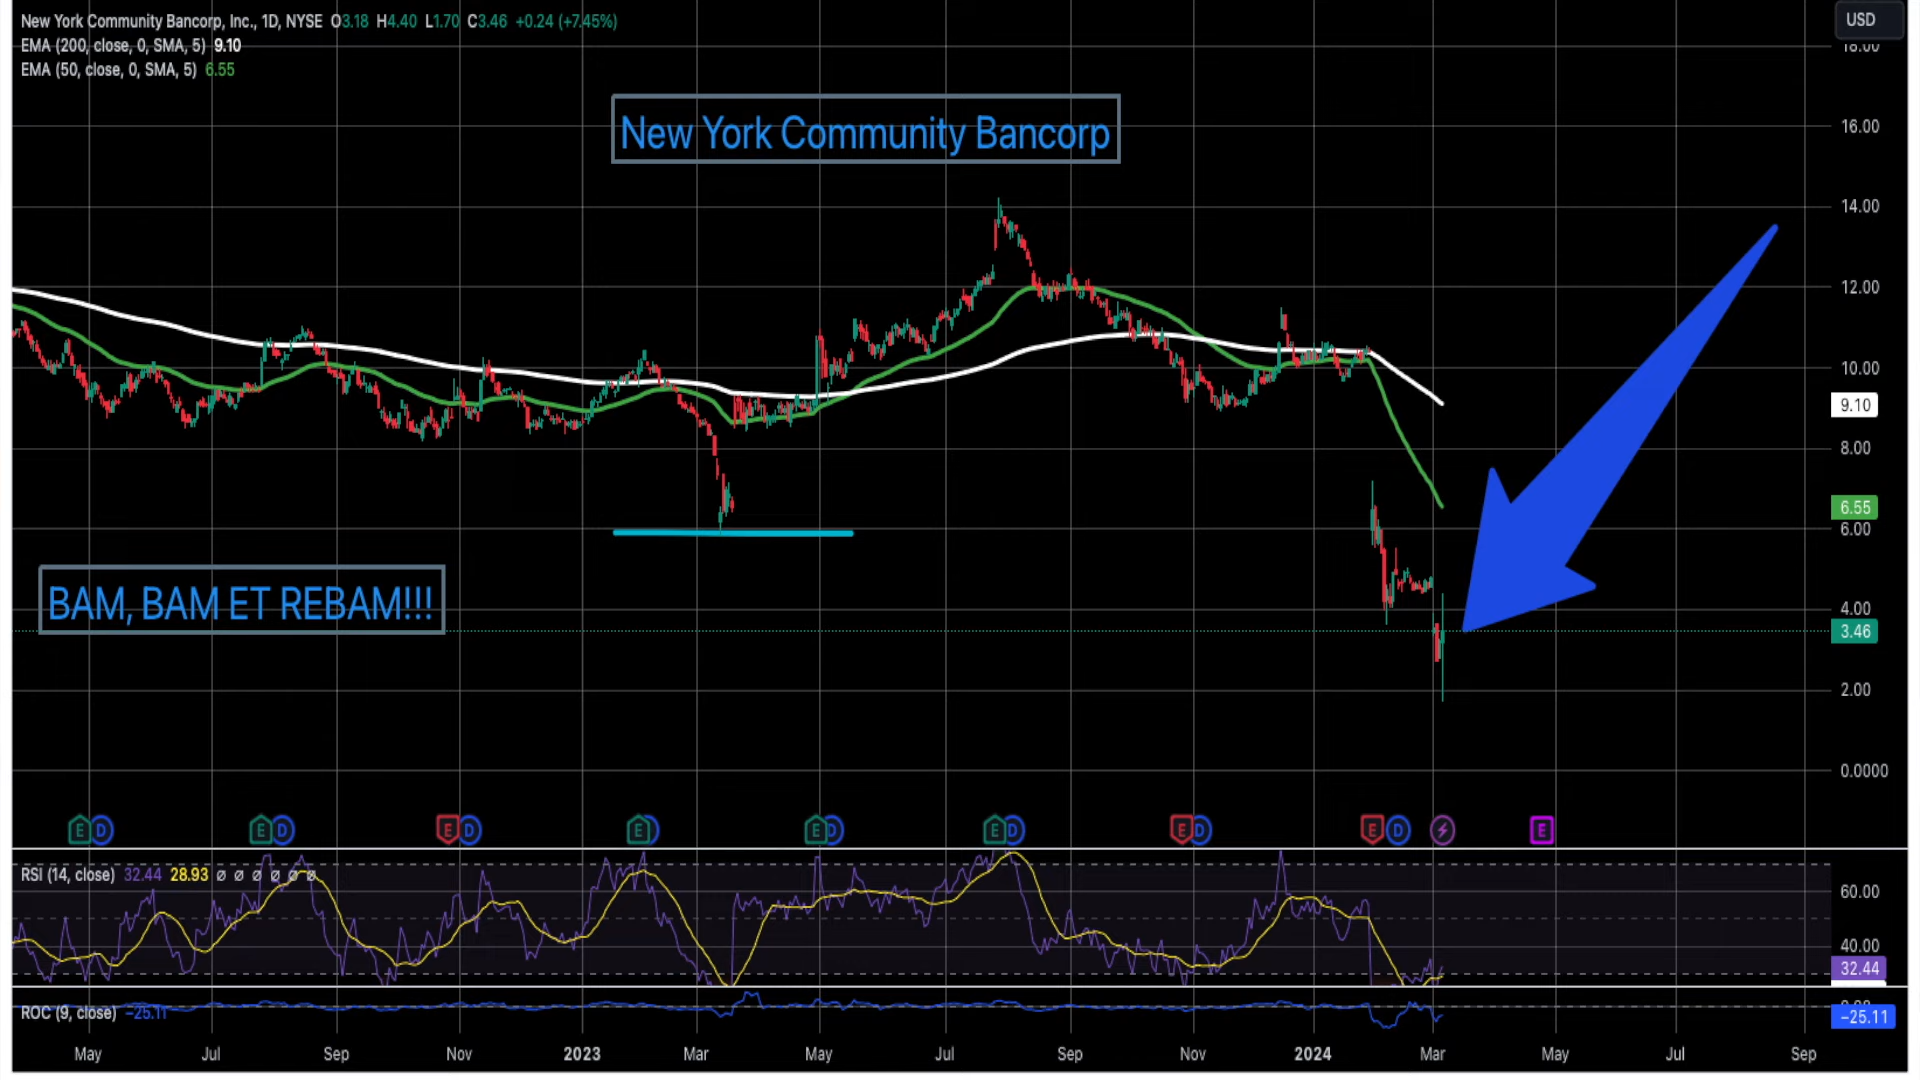 New York Community Bancorp, Inc., 1D, NYSE O3.18 H4.40 L1.70 C3.46 +0.24 (+7.45%)
USD
EMA (200, close, 0, SMA, 5) 9.10
18.00
EMA (50, close, 0, SMA, 5) 6.55
New York Community Bancorp
16.00
14.00
12.00
10.00
9.10
8.00
6.55
6.00
BAM, BAM ET REBAM!!!
4.00
3.46
2.00
0.0000
E D E D E D E D E D E D E D E D E
RSI (14, close) 32.44 28.93 ø ø ø ø ø ø
60.00
40.00
32.44
ROC (9, close) −25.11
0.00
−25.11
May Jul Sep Nov 2023 Mar May Jul Sep Nov 2024 Mar May Jul Sep